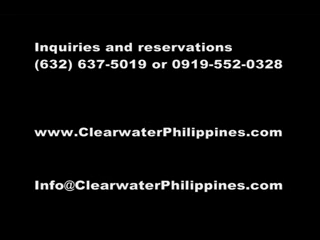 Inquiries and reservations
(632) 637-5019 or 0919-552-0328
www.ClearwaterPhilippines.com
Info@ClearwaterPhilippines.com